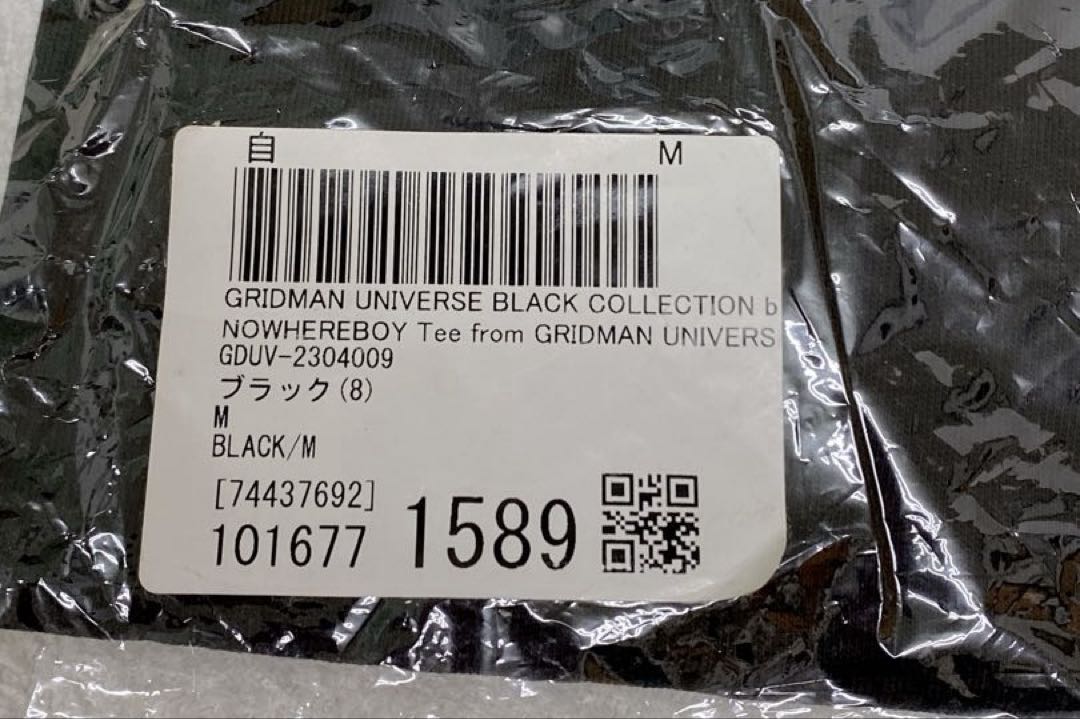 自 M
GRIDMAN UNIVERSE BLACK COLLECTION b
NOWHEREBOY Tee from GRIDMAN UNIVERS
GDUV-2304009
ブラック(8)
M
BLACK/M
[74437692]
101677 1589